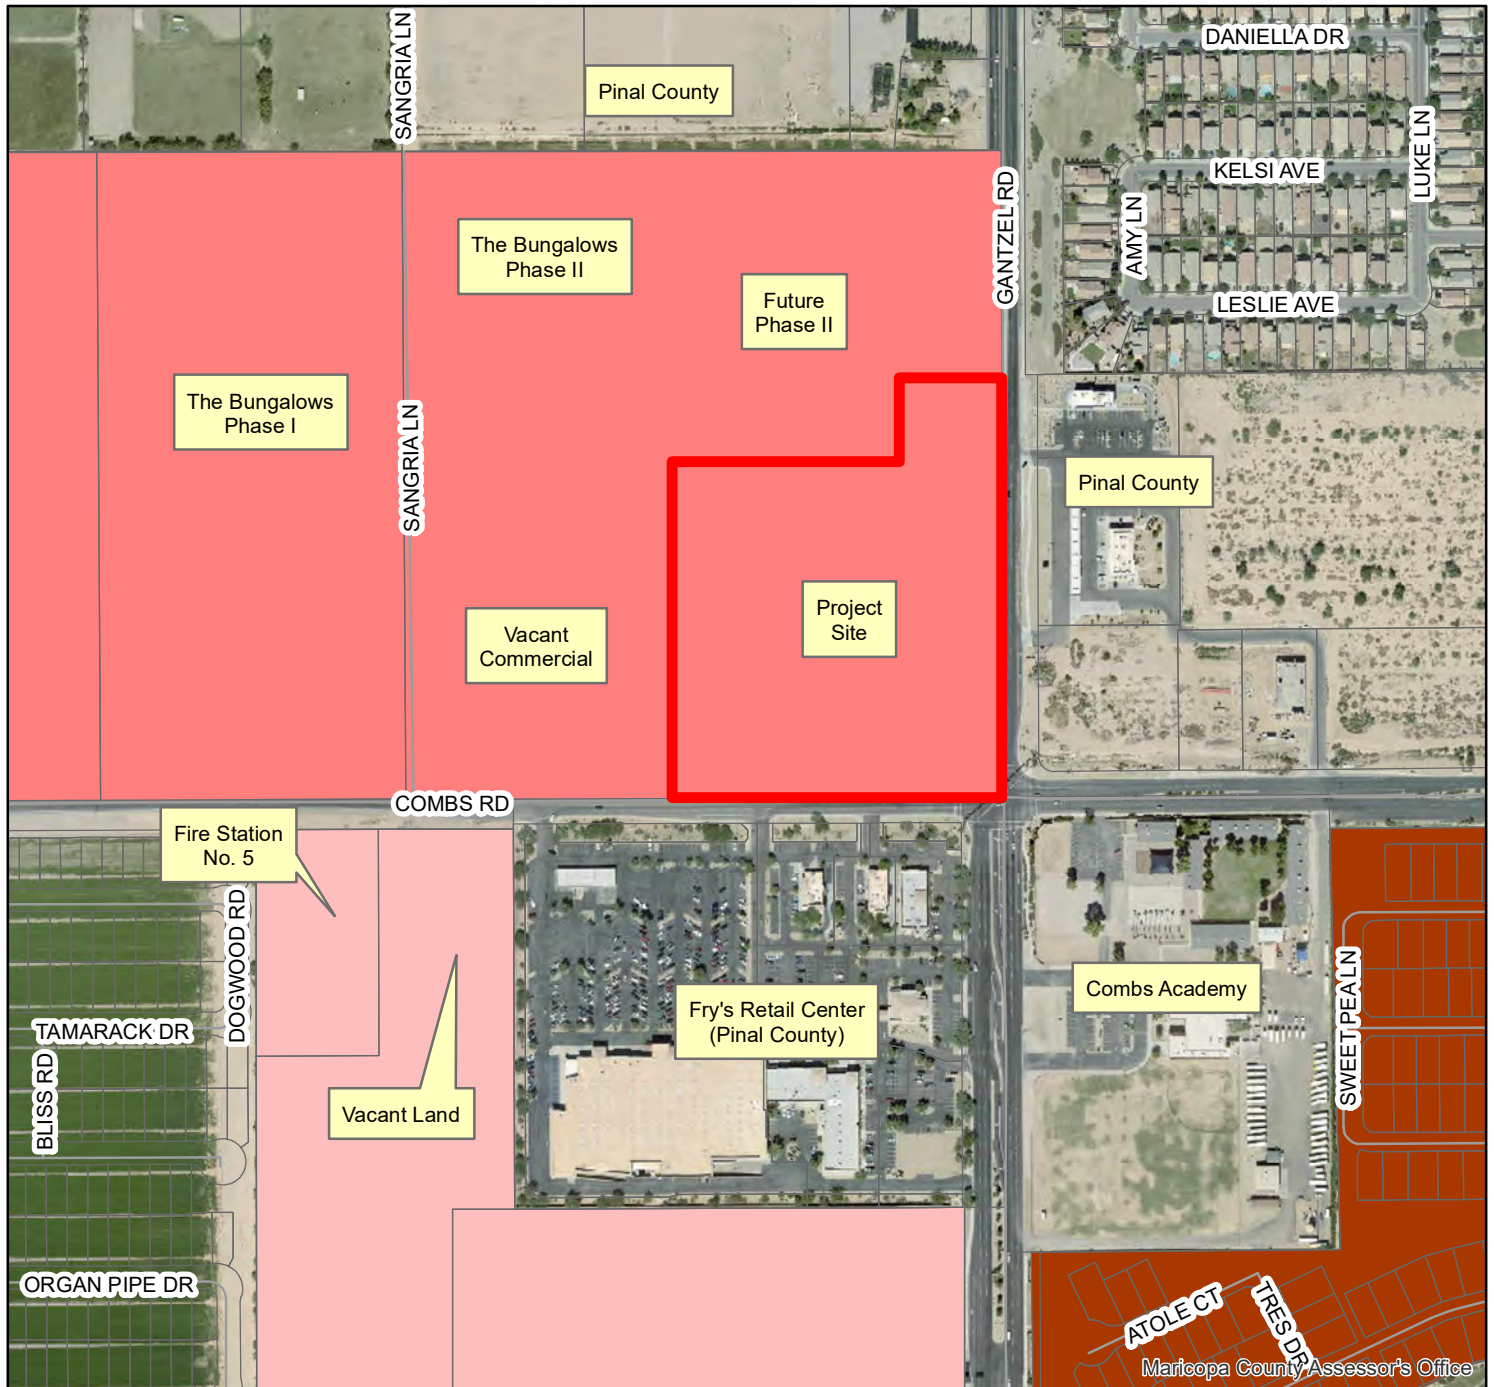 SANGRIA LN
DANIELLA DR
Pinal County
LUKE LN
KELSI AVE
GANTZEL RD
AMY LN
The Bungalows
Phase II
Future
Phase II
LESLIE AVE
The Bungalows
Phase I
SANGRIA LN
Pinal County
Project
Site
Vacant
Commercial
COMBS RD
Fire Station
No. 5
DOGWOOD RD
Combs Academy
SWEET PEA LN
Fry's Retail Center
(Pinal County)
TAMARACK DR
BLISS RD
Vacant Land
ORGAN PIPE DR
ATOLE CT
TRES DR
Maricopa County Assessor's Office